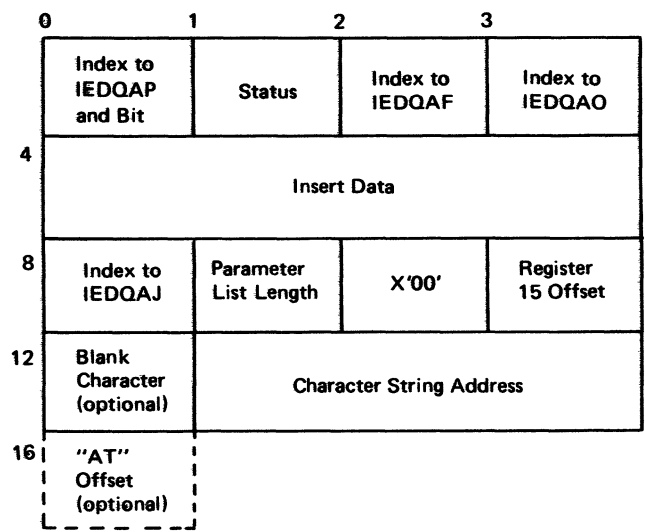 0 1 2 3
Index to
IEDQAP
and Bit
Status
Index to
IEDQAF
Index to
IEDQAO
4
Insert Data
8
Index to
IEDQAJ
Parameter
List Length
X'00'
Register
15 Offset
12
Blank
Character
(optional)
Character String Address
16
"AT"
Offset
(optional)